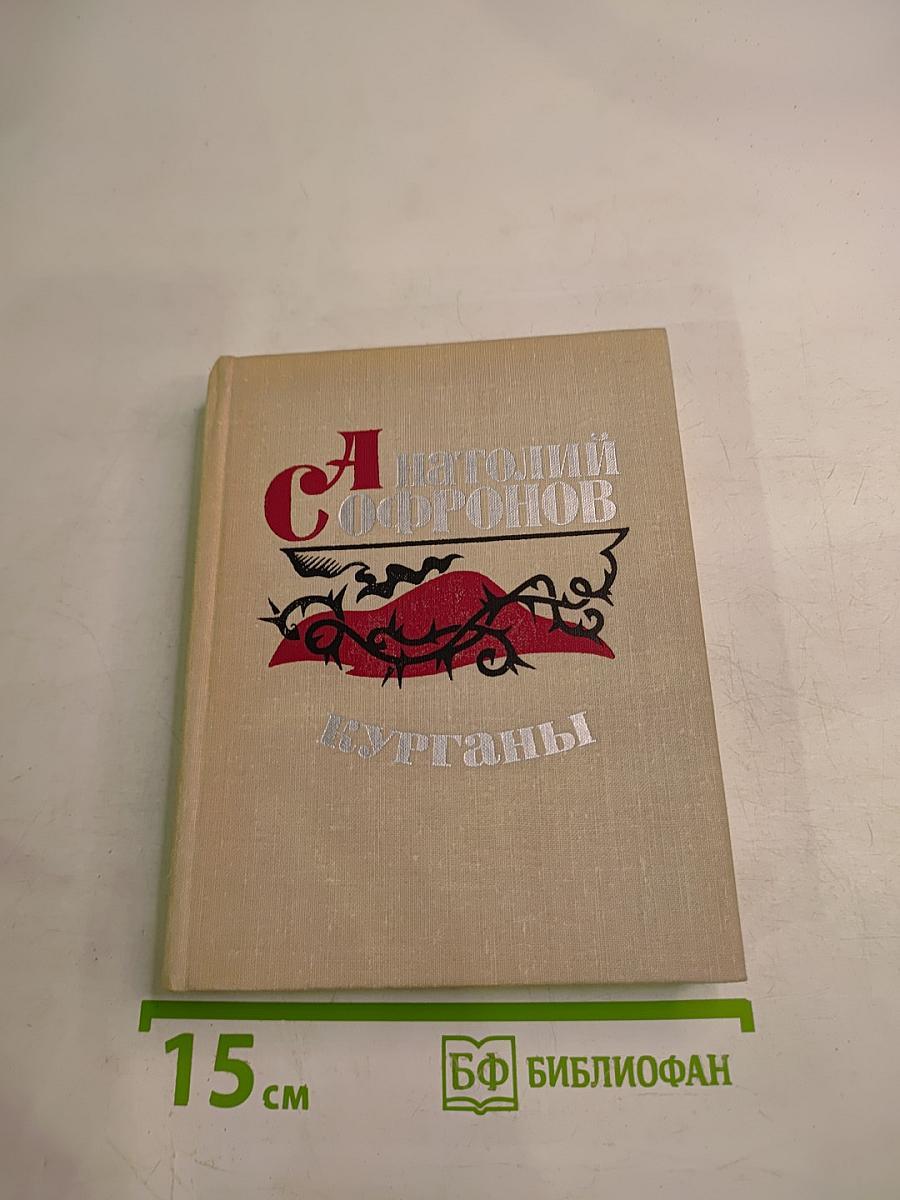 Анатолий
Софронов
курганы
15 см
БФ БИБЛИОФАН